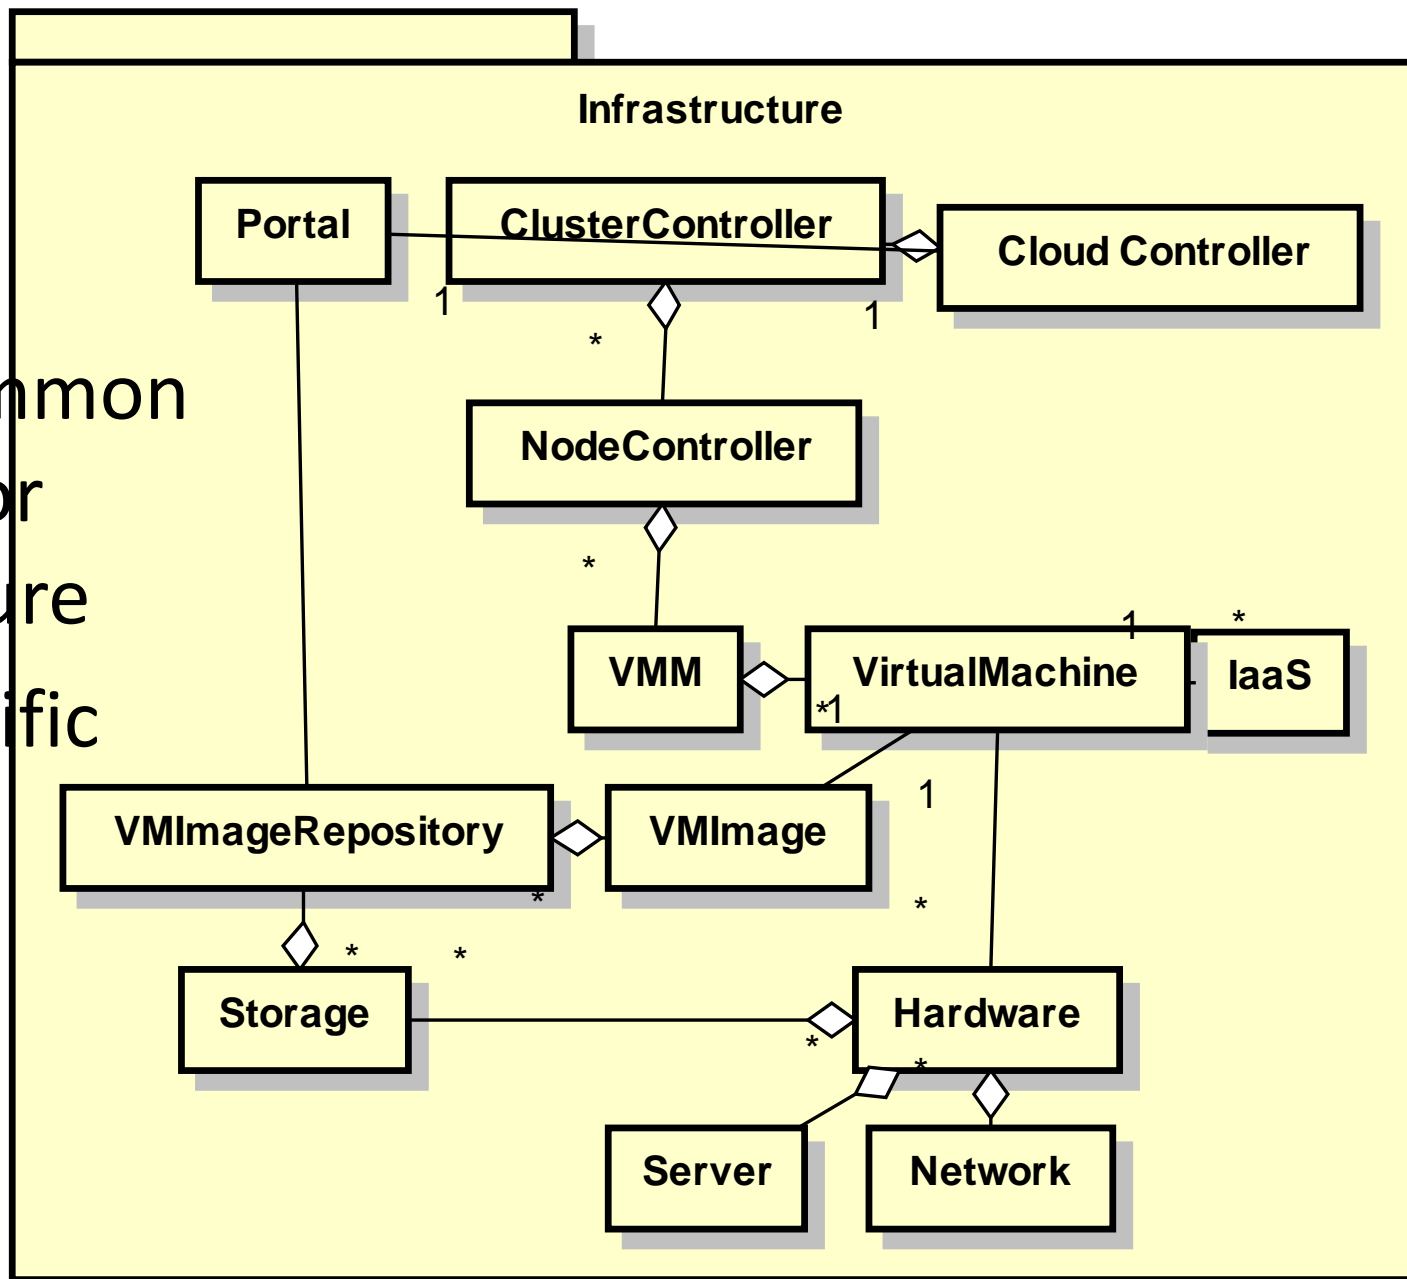 Infrastructure
Portal
ClusterController
Cloud Controller
1
1
*
mmon
NodeController
or
*
ure
1
*
VMM
VirtualMachine
IaaS
*1
ific
1
VMImageRepository
VMImage
*
*
*
*
Storage
Hardware
*
*
Server
Network